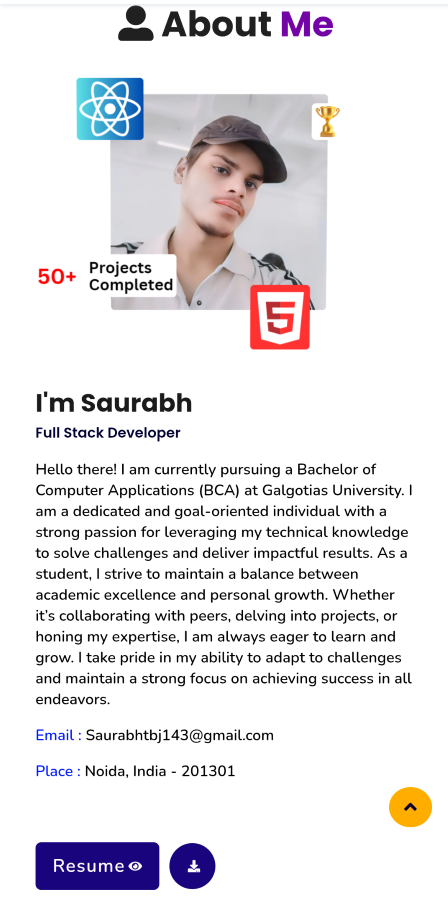 About Me
50+ Projects
Completed
5
I'm Saurabh
Full Stack Developer
Hello there! I am currently pursuing a Bachelor of
Computer Applications (BCA) at Galgotias University. I
am a dedicated and goal-oriented individual with a
strong passion for leveraging my technical knowledge
to solve challenges and deliver impactful results. As a
student, I strive to maintain a balance between
academic excellence and personal growth. Whether
it’s collaborating with peers, delving into projects, or
honing my expertise, I am always eager to learn and
grow. I take pride in my ability to adapt to challenges
and maintain a strong focus on achieving success in all
endeavors.
Email : Saurabhtbj143@gmail.com
Place : Noida, India - 201301
Resume